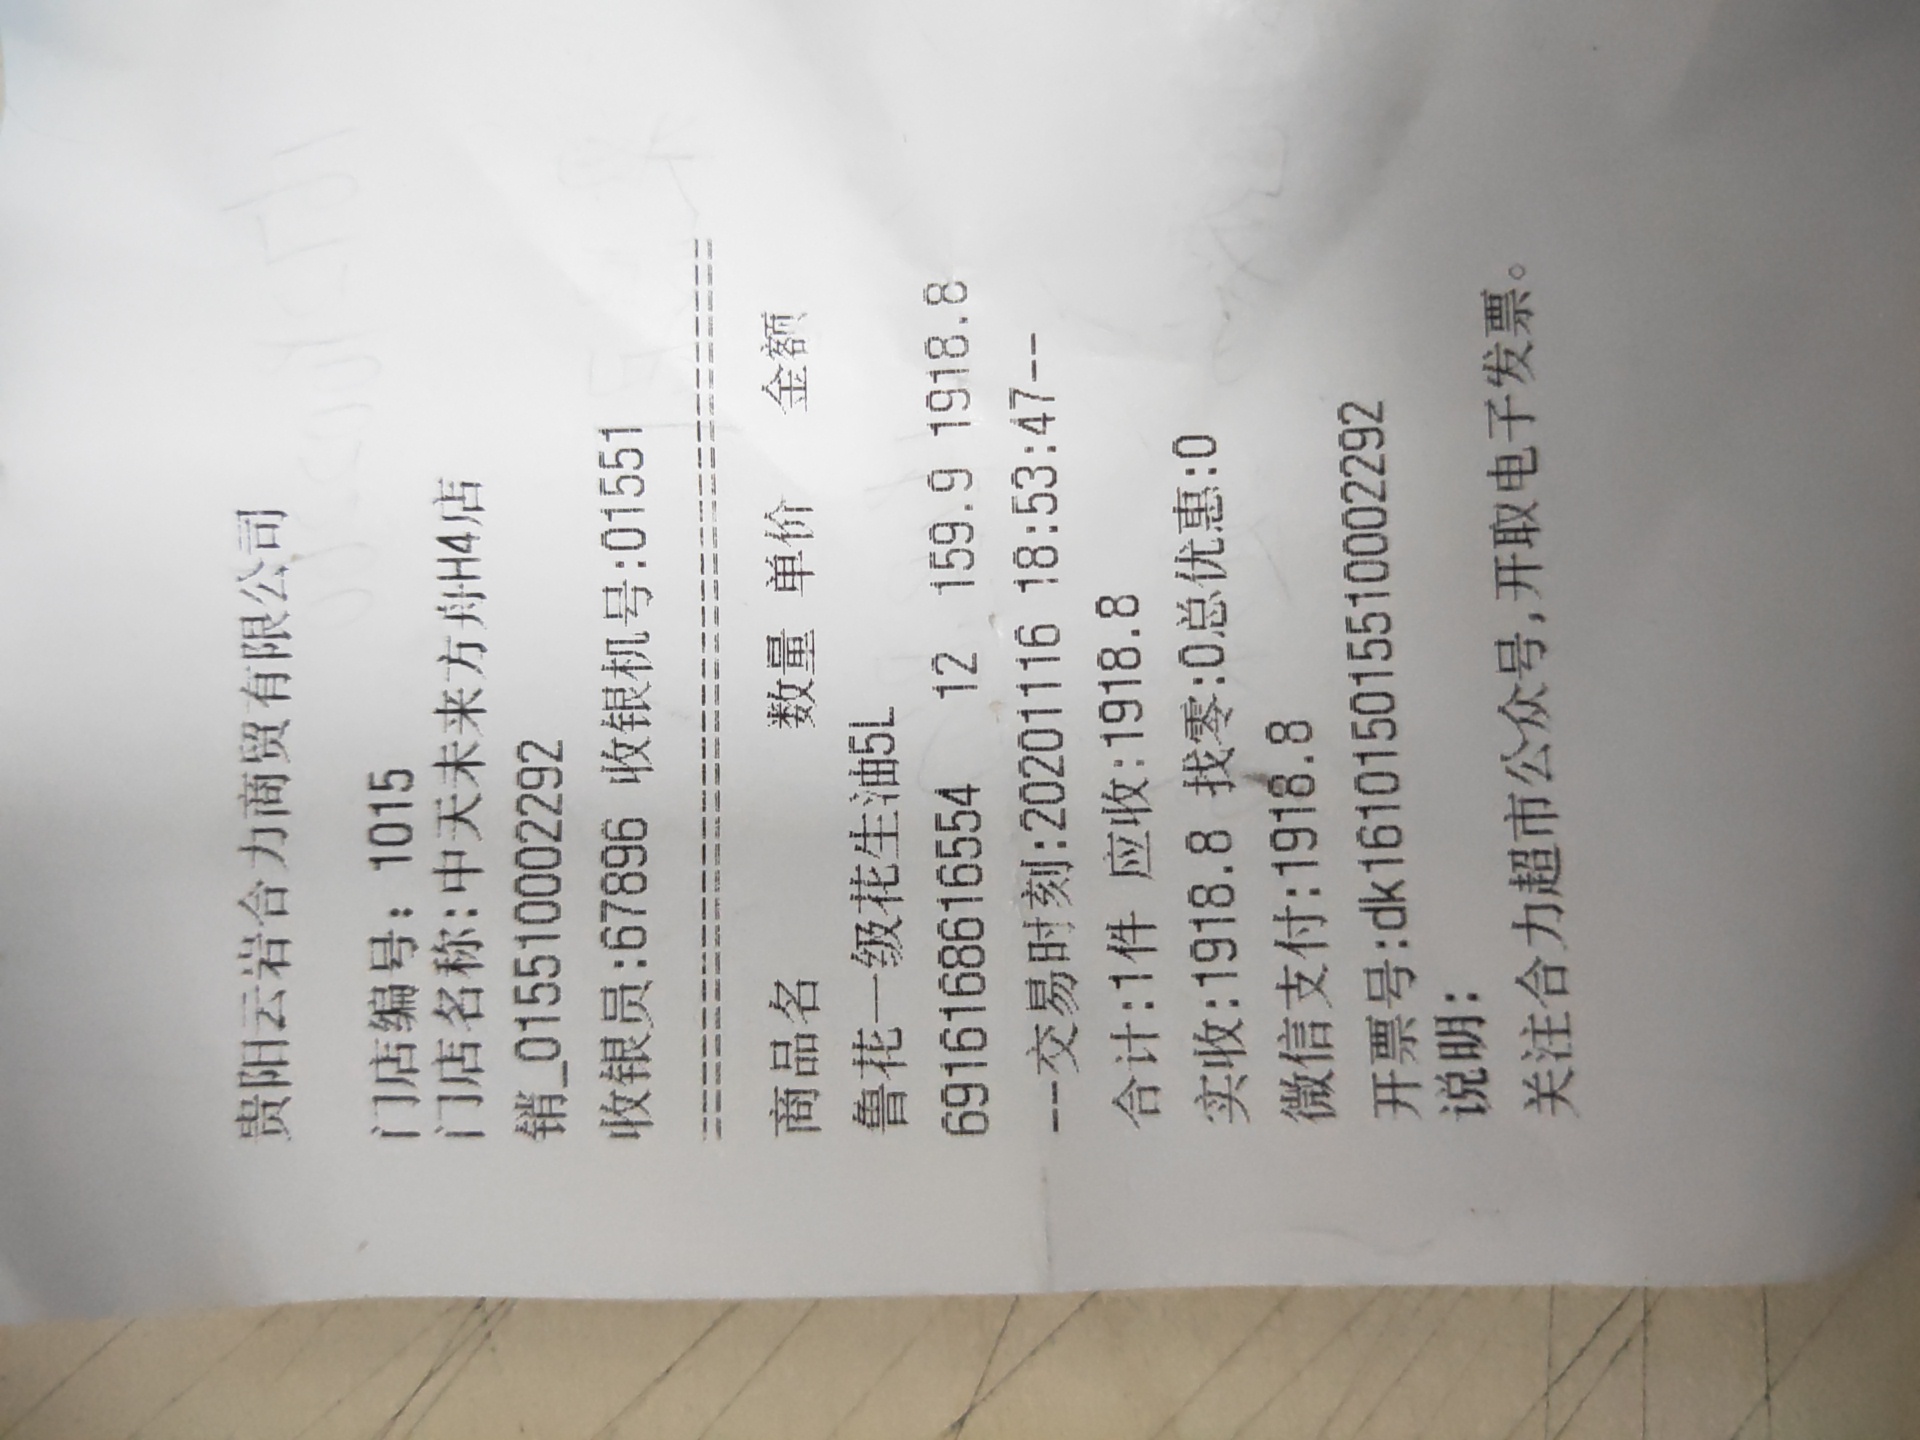 贵阳云岩合力商贸有限公司
门店编号：1015
门店名称:中天未来方舟H4店
销_015510002292
收银员:67896 收银机号:01551
================================
商品名 数量 单价 金额
鲁花一级花生油5L
6916168616554 12 159.9 1918.8
--交易时刻:20201116 18:53:47--
合计:1件 应收:1918.8
实收:1918.8 找零:0总优惠:0
微信支付:1918.8
开票号:dk161015015510002292
说明:
关注合力超市公众号,开取电子发票。